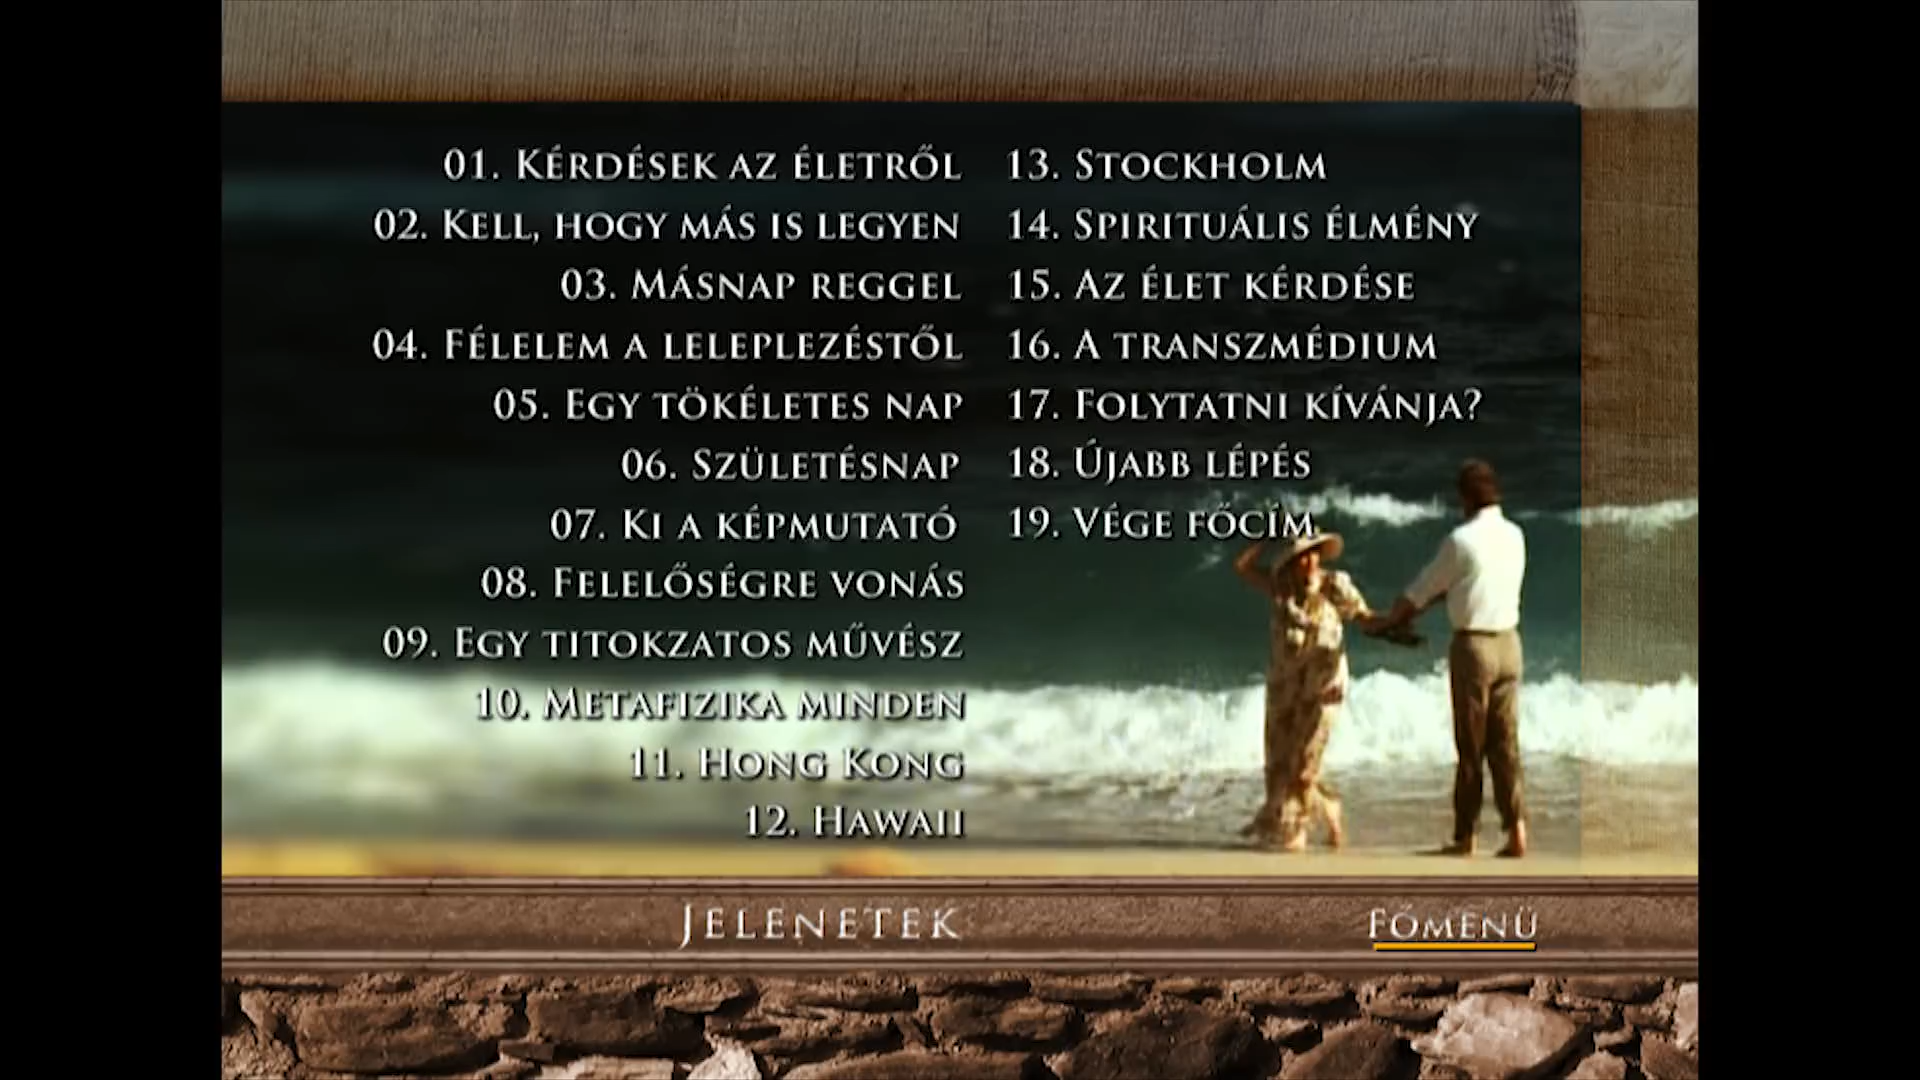 01. Kérdések az életről
02. Kell, hogy más is legyen
03. Másnap reggel
04. Félelem a leleplezéstől
05. Egy tökéletes nap
06. Születésnap
07. Ki a képmutató
08. Felelőségre vonás
09. Egy titokzatos művész
10. Metafizika minden
11. Hong Kong
12. Hawaii
13. Stockholm
14. Spirituális élmény
15. Az élet kérdése
16. A transzmédium
17. Folytatni kívánja?
18. Újabb lépés
19. Vége főcím
Jelenetek
Főmenü